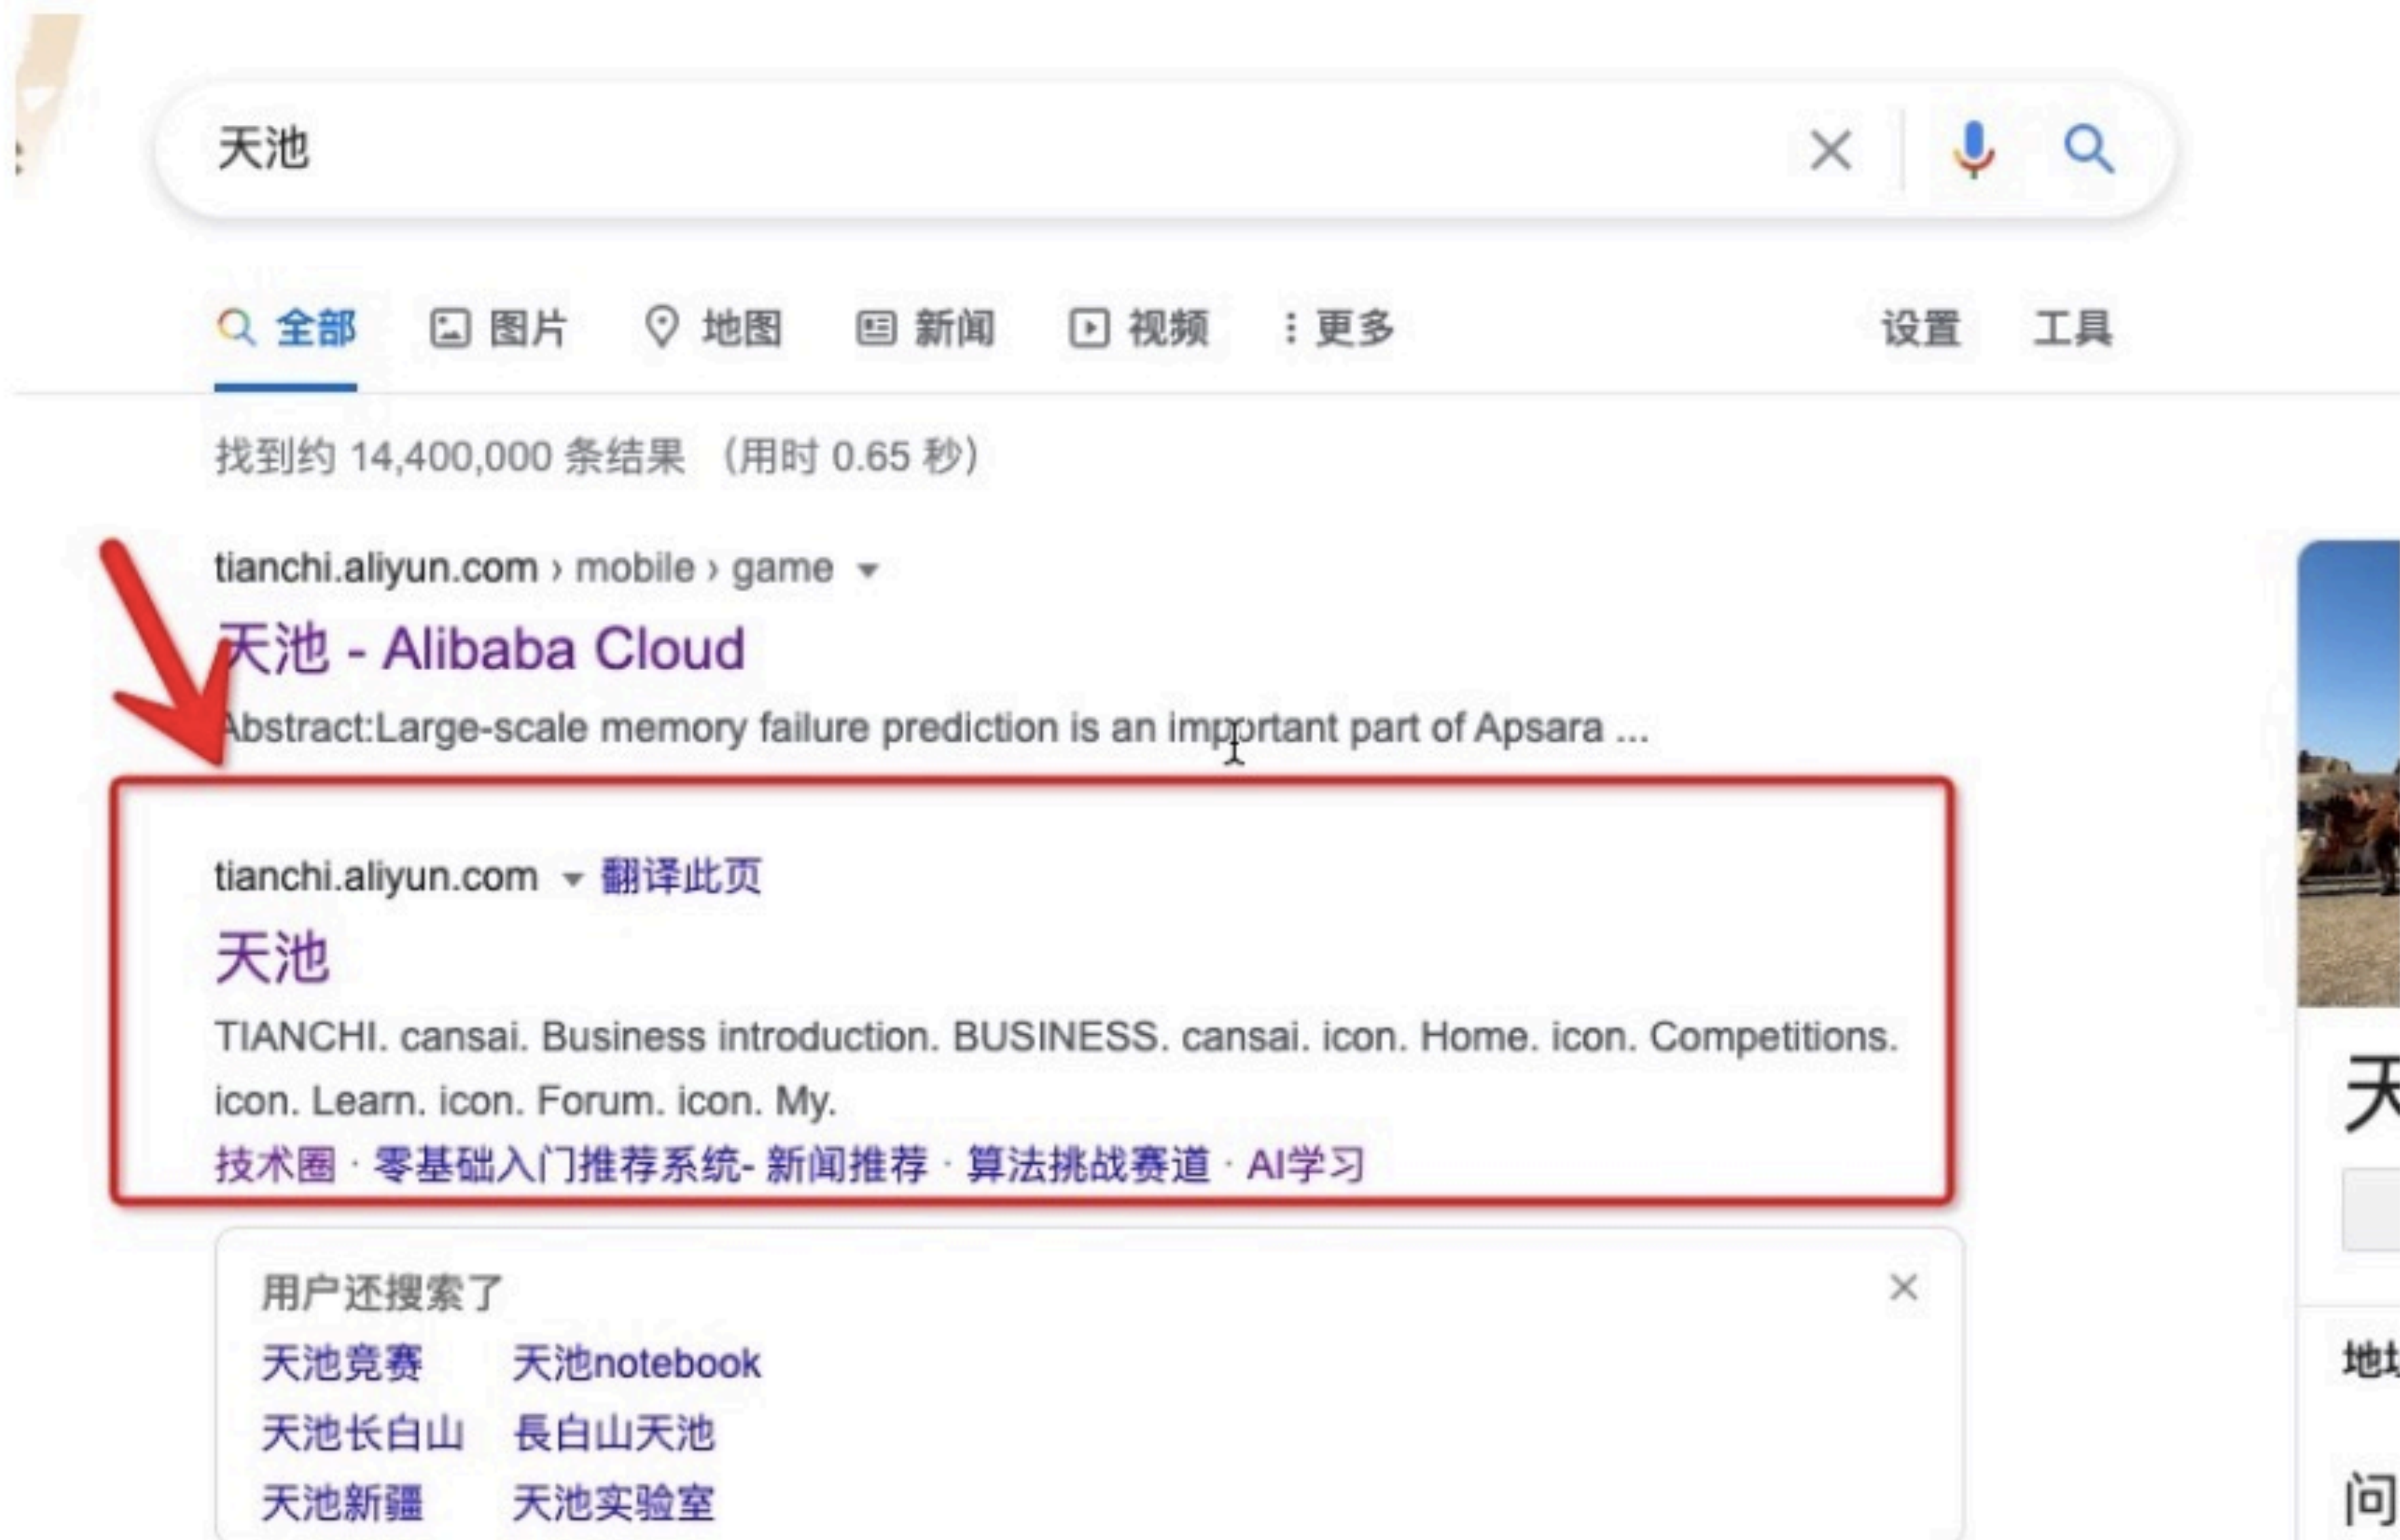 天池
全部 图片 地图 新闻 视频 更多 设置 工具
找到约 14,400,000 条结果 （用时 0.65 秒）
tianchi.aliyun.com › mobile › game
天池 - Alibaba Cloud
Abstract:Large-scale memory failure prediction is an important part of Apsara ...
tianchi.aliyun.com 翻译此页
天池
TIANCHI. cansai. Business introduction. BUSINESS. cansai. icon. Home. icon. Competitions.
icon. Learn. icon. Forum. icon. My.
技术圈 · 零基础入门推荐系统- 新闻推荐 · 算法挑战赛道 · AI学习
用户还搜索了
天池竞赛 天池notebook
天池长白山 長白山天池
天池新疆 天池实验室
天
问